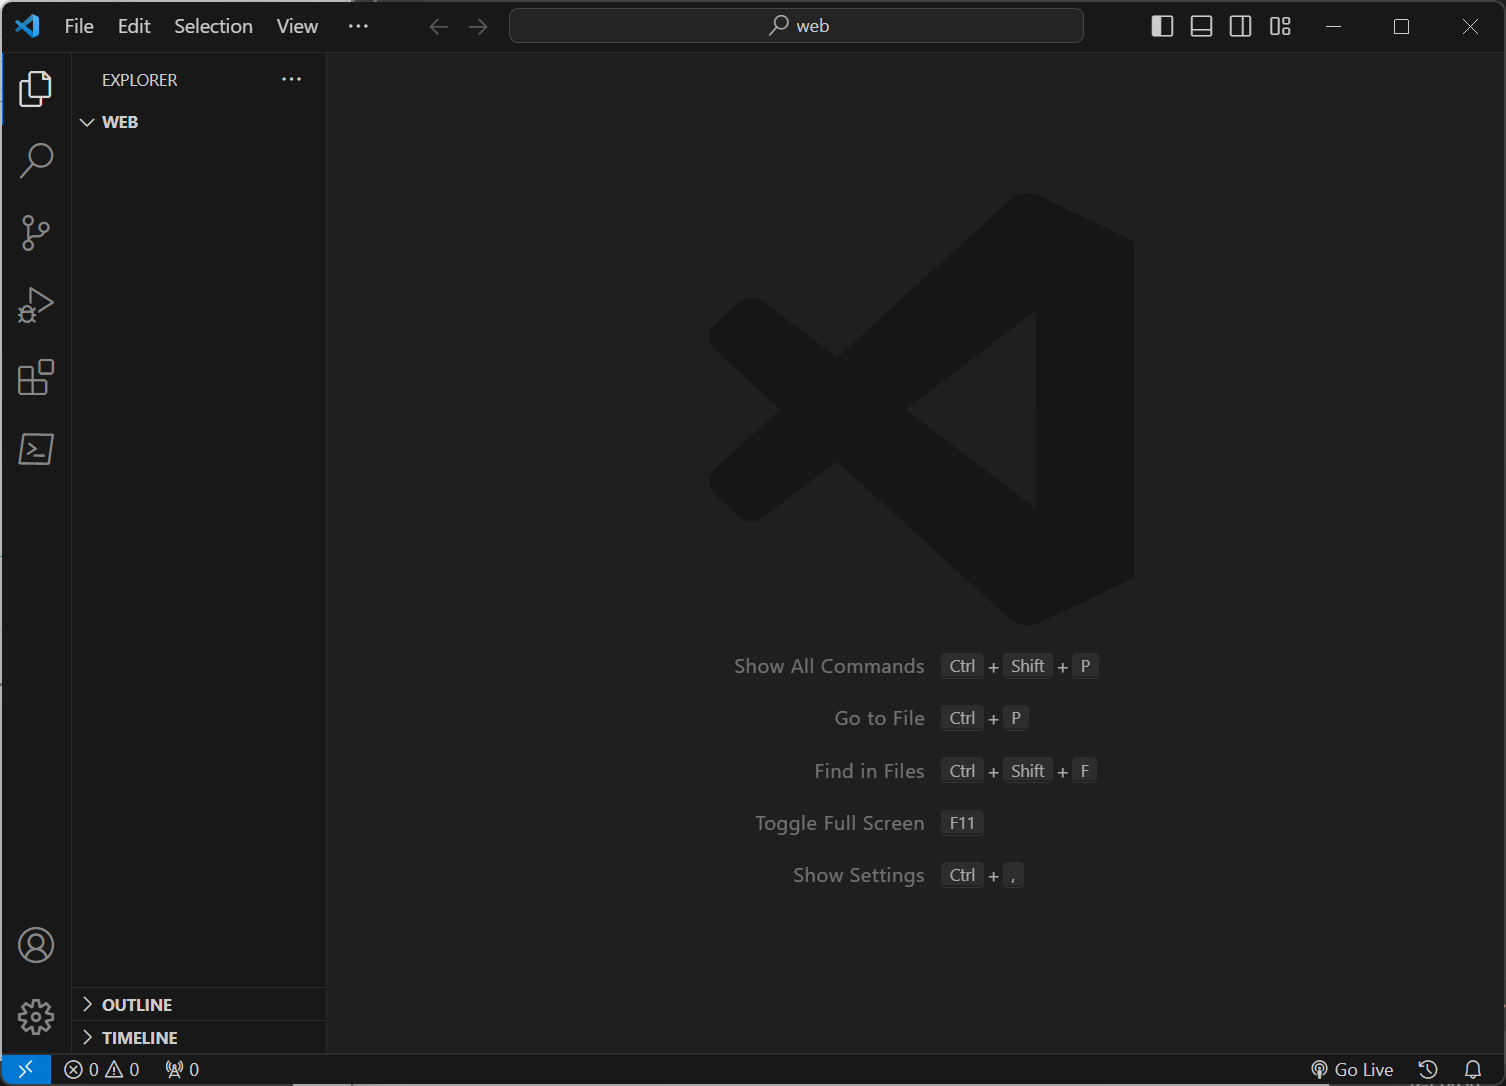 File Edit Selection View ··· web
EXPLORER ···
WEB
Show All Commands Ctrl + Shift + P
Go to File Ctrl + P
Find in Files Ctrl + Shift + F
Toggle Full Screen F11
Show Settings Ctrl + ,
OUTLINE
TIMELINE
0 0 0 Go Live